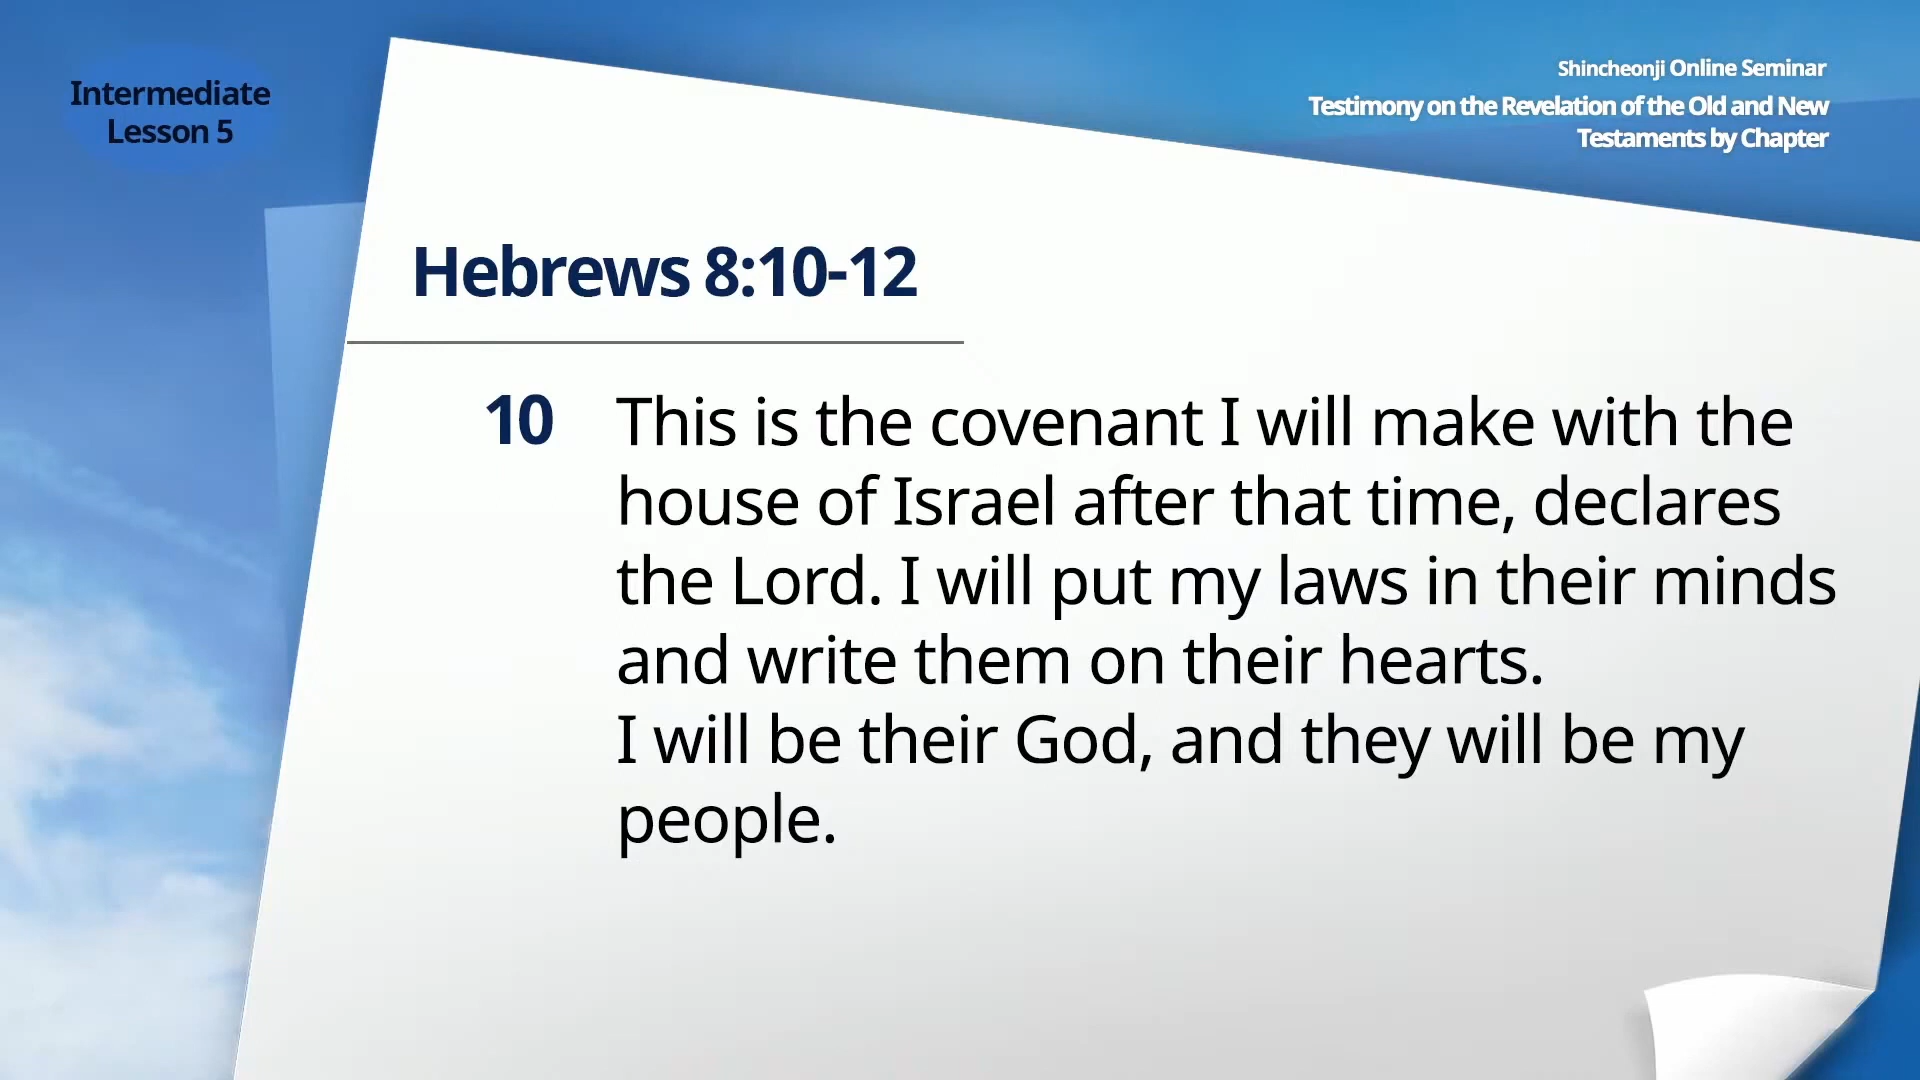 Intermediate
Lesson 5
Shincheonji Online Seminar
Testimony on the Revelation of the Old and New
Testaments by Chapter
Hebrews 8:10-12
10 This is the covenant I will make with the
house of Israel after that time, declares
the Lord. I will put my laws in their minds
and write them on their hearts.
I will be their God, and they will be my
people.